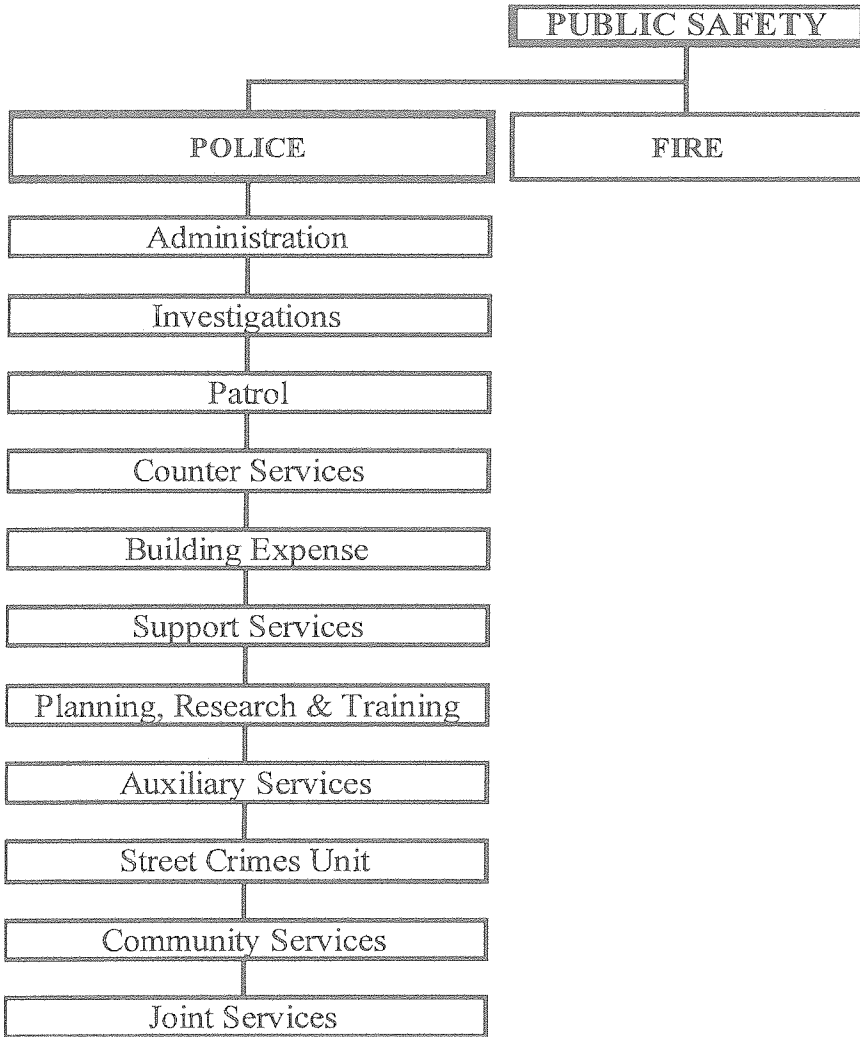 PUBLIC SAFETY
POLICE
FIRE
Administration
Investigations
Patrol
Counter Services
Building Expense
Support Services
Planning, Research & Training
Auxiliary Services
Street Crimes Unit
Community Services
Joint Services